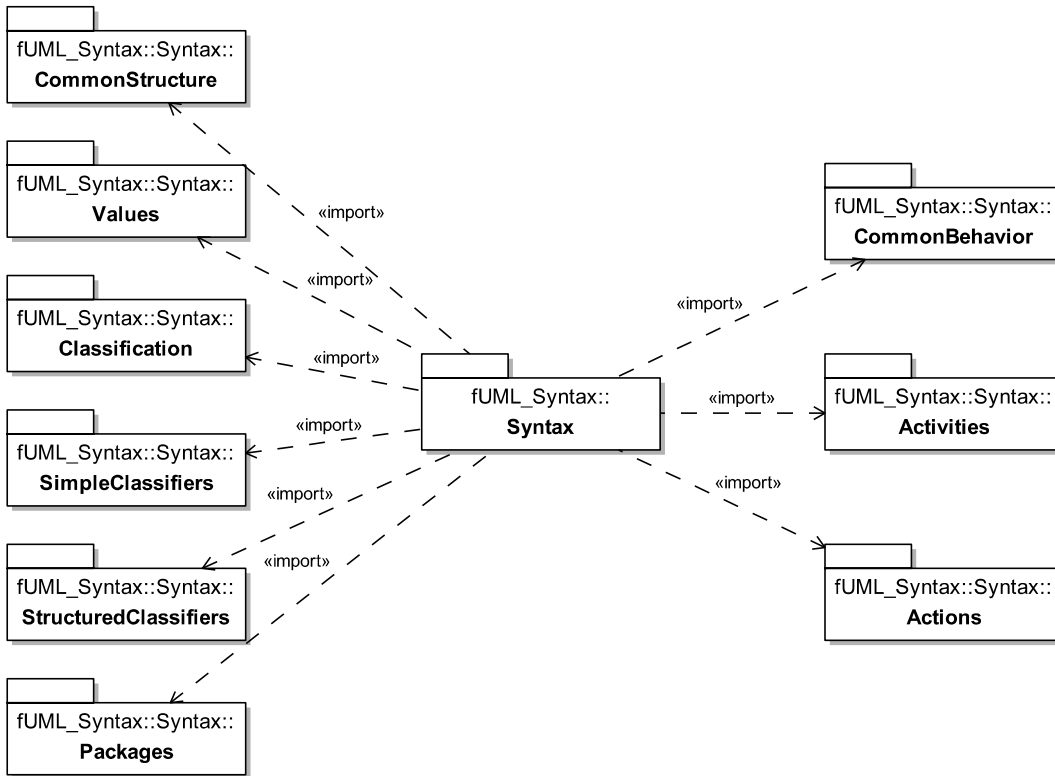 fUML_Syntax::Syntax::
CommonStructure
fUML_Syntax::Syntax::
Values
fUML_Syntax::Syntax::
Classification
fUML_Syntax::Syntax::
SimpleClassifiers
fUML_Syntax::Syntax::
StructuredClassifiers
fUML_Syntax::Syntax::
Packages
«import»
«import»
«import»
«import»
«import»
«import»
fUML_Syntax::
Syntax
«import»
«import»
«import»
fUML_Syntax::Syntax::
CommonBehavior
fUML_Syntax::Syntax::
Activities
fUML_Syntax::Syntax::
Actions